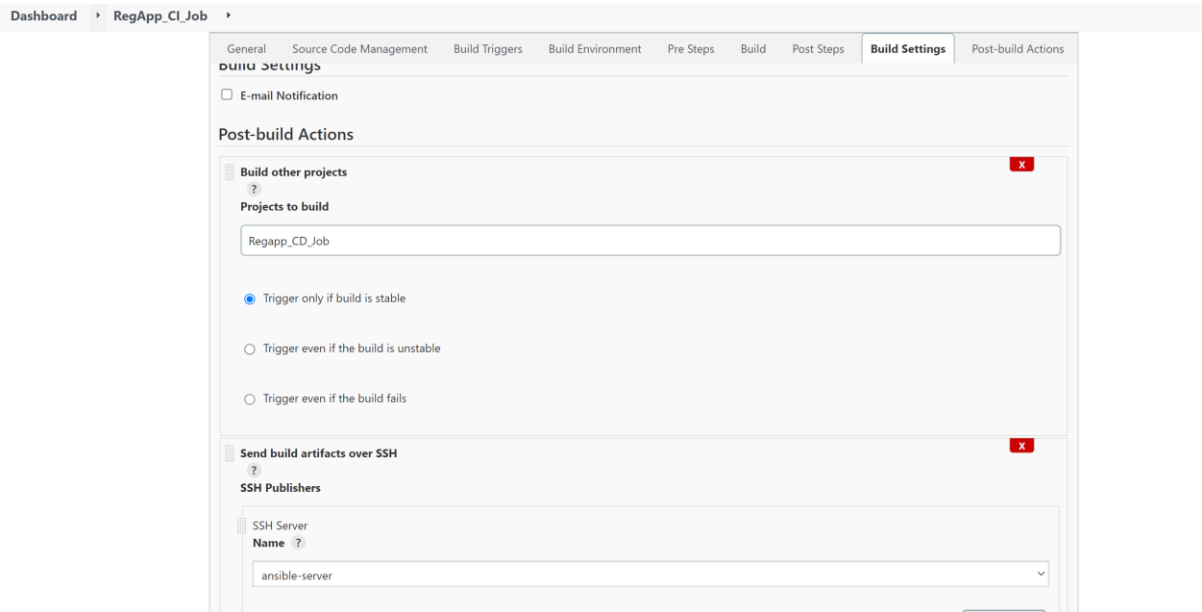 Dashboard RegApp_CI_Job
General Source Code Management Build Triggers Build Environment Pre Steps Build Post Steps Build Settings Post-build Actions
Build Settings
E-mail Notification
Post-build Actions
X
Build other projects
?
Projects to build
Regapp_CD_Job
Trigger only if build is stable
Trigger even if the build is unstable
Trigger even if the build fails
X
Send build artifacts over SSH
?
SSH Publishers
SSH Server
Name ?
ansible-server